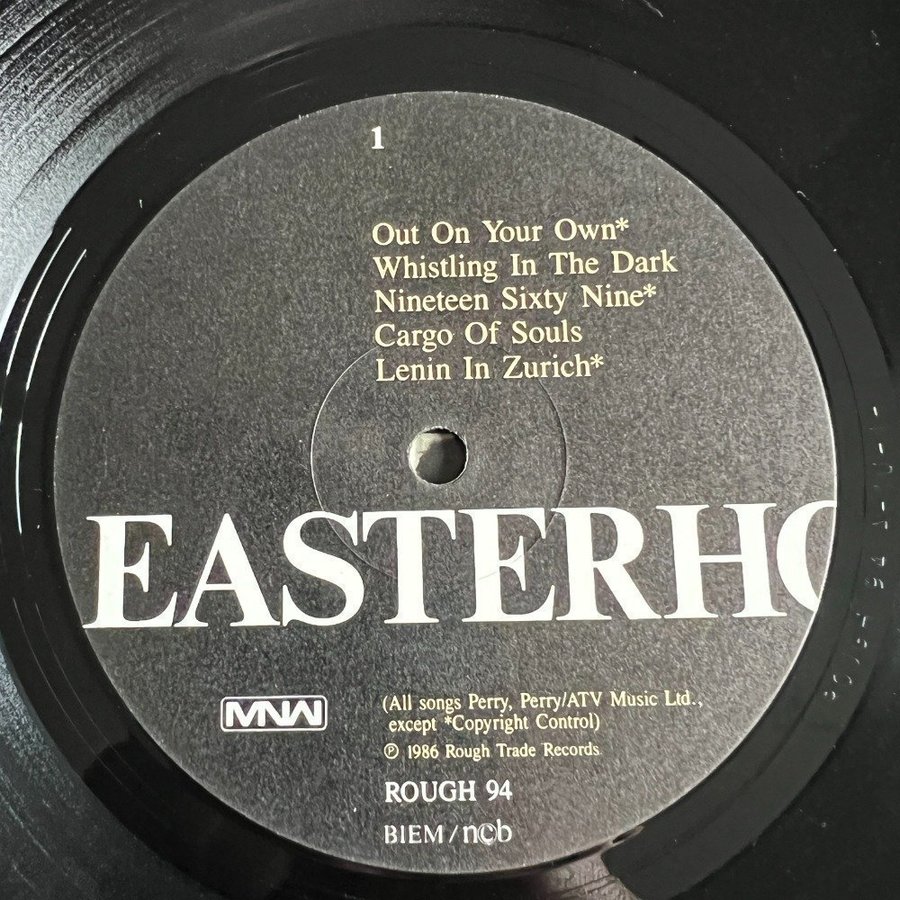 1
Out On Your Own*
Whistling In The Dark
Nineteen Sixty Nine*
Cargo Of Souls
Lenin In Zurich*
EASTERHO
MNW
(All songs Perry, Perry/ATV Music Ltd.,
except *Copyright Control)
℗ 1986 Rough Trade Records
ROUGH 94
BIEM / n©b